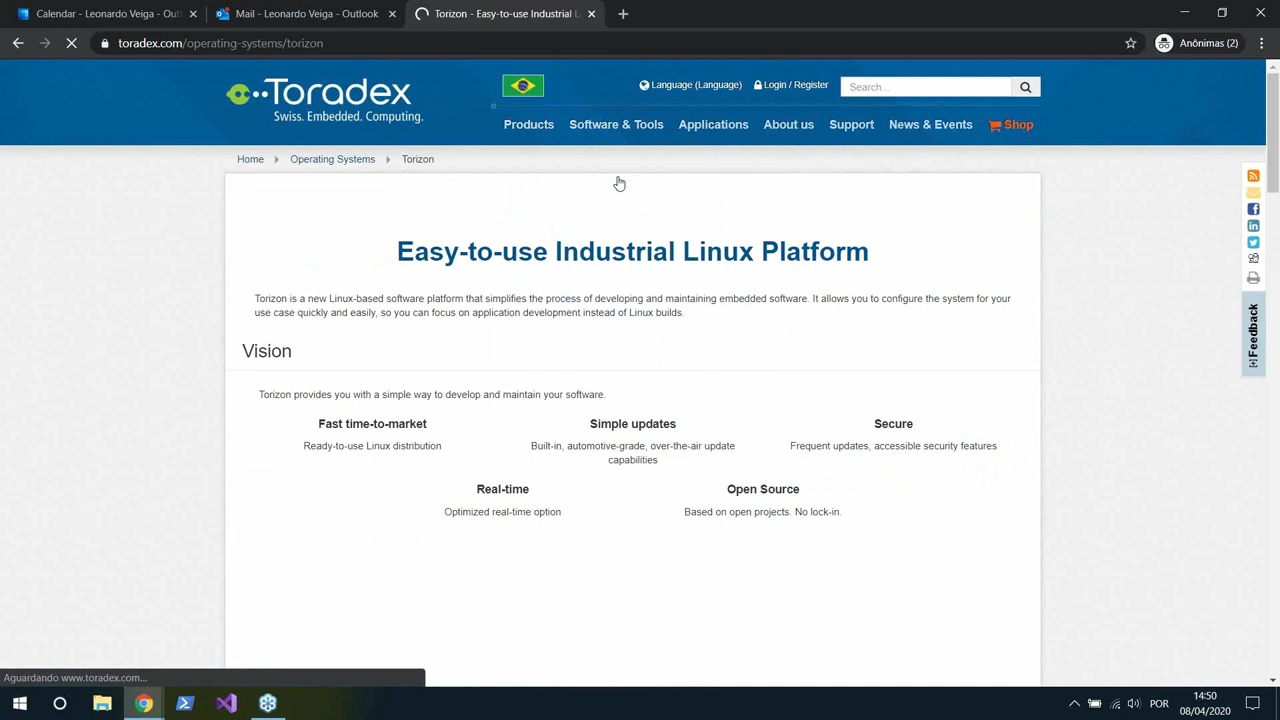 Calendar - Leonardo Veiga - Out
Mail - Leonardo Veiga - Outlook
Torizon - Easy-to-use Industrial L
toradex.com/operating-systems/torizon
Anônimas (2)
Toradex
Swiss. Embedded. Computing.
Language (Language)
Login / Register
Search...
Products
Software & Tools
Applications
About us
Support
News & Events
Shop
Home
Operating Systems
Torizon
Easy-to-use Industrial Linux Platform
Torizon is a new Linux-based software platform that simplifies the process of developing and maintaining embedded software. It allows you to configure the system for your
use case quickly and easily, so you can focus on application development instead of Linux builds.
Vision
Torizon provides you with a simple way to develop and maintain your software.
Fast time-to-market
Ready-to-use Linux distribution
Simple updates
Built-in, automotive-grade, over-the-air update
capabilities
Secure
Frequent updates, accessible security features
Real-time
Optimized real-time option
Open Source
Based on open projects. No lock-in.
[+] Feedback
Aguardando www.toradex.com...
POR
14:50
08/04/2020